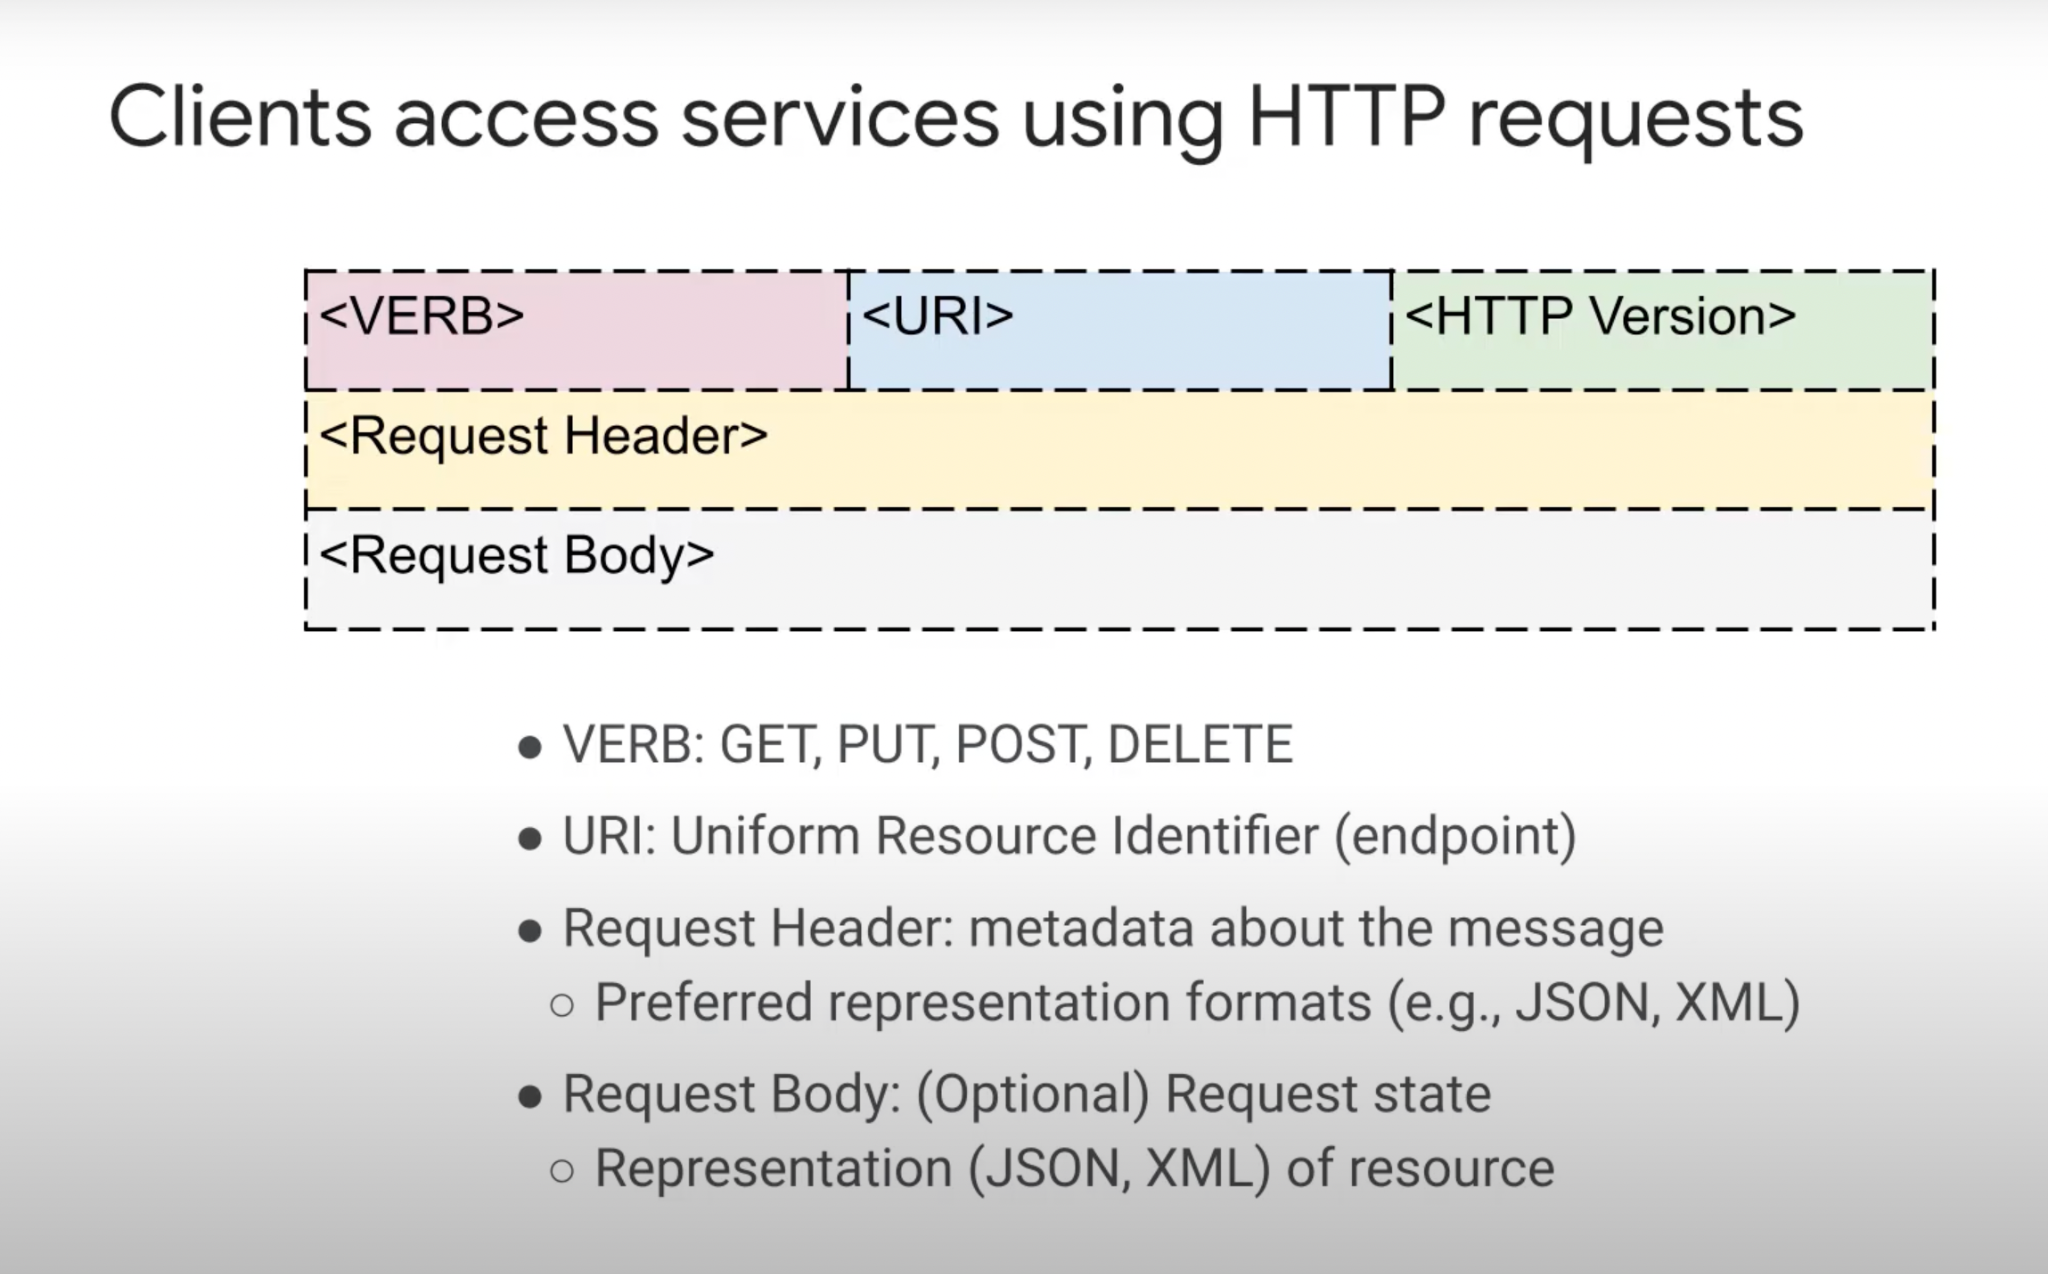 Clients access services using HTTP requests
<VERB>
<URI>
<HTTP Version>
<Request Header>
<Request Body>
● VERB: GET, PUT, POST, DELETE
● URI: Uniform Resource Identifier (endpoint)
● Request Header: metadata about the message
○ Preferred representation formats (e.g., JSON, XML)
● Request Body: (Optional) Request state
○ Representation (JSON, XML) of resource